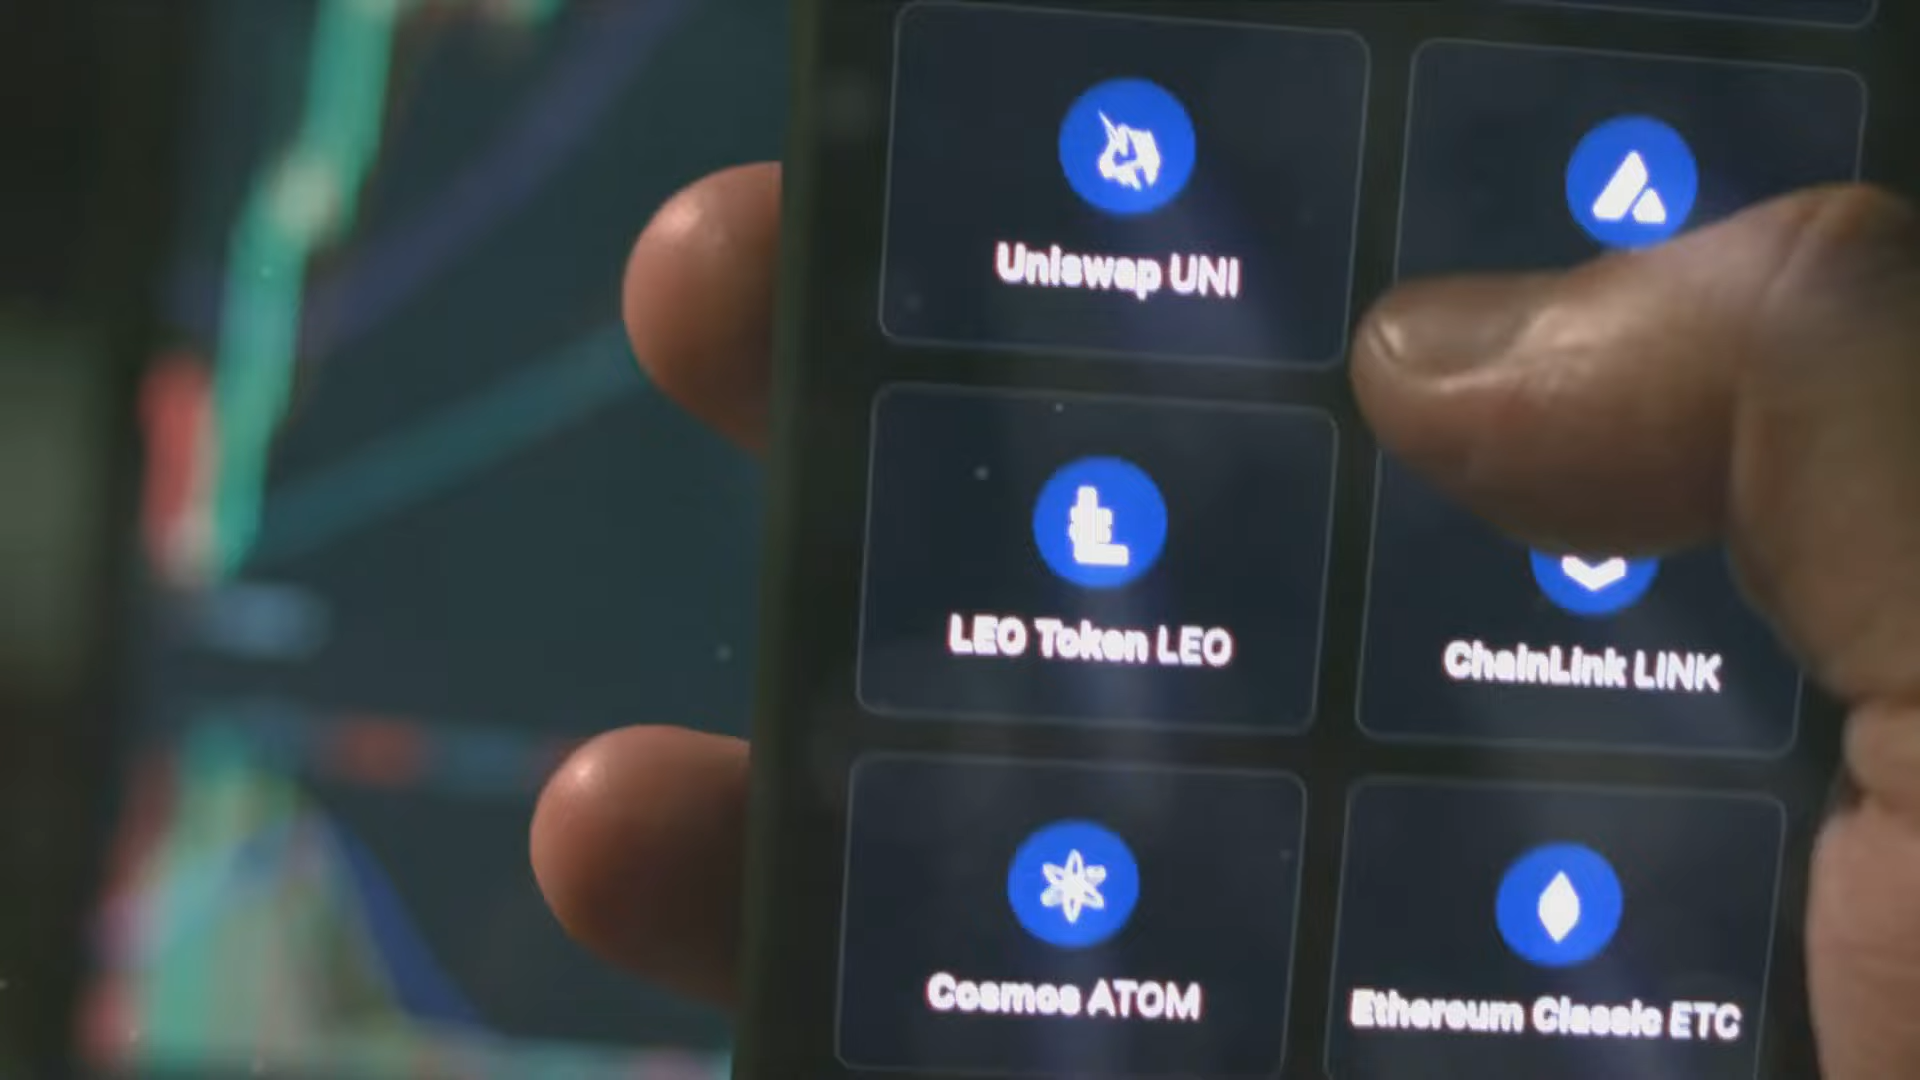 Uniswap UNI
LEO Token LEO
ChainLink LINK
Cosmos ATOM
Ethereum Classic ETC